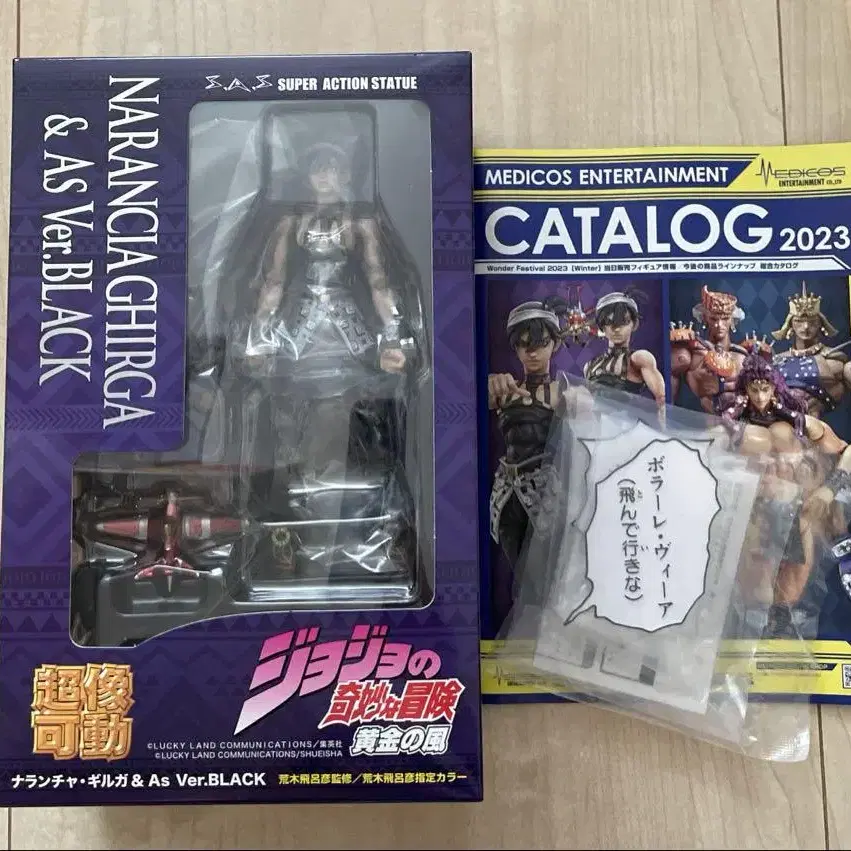 S.A.S SUPER ACTION STATUE
NARANCIA GHIRGA
& As Ver.BLACK
超像
可動
ジョジョの
奇妙な冒険
黄金の風
©LUCKY LAND COMMUNICATIONS/集英社
©LUCKY LAND COMMUNICATIONS/SHUEISHA
ナランチャ・ギルガ & As Ver.BLACK 荒木飛呂彦監修/荒木飛呂彦指定カラー
MEDICOS ENTERTAINMENT
MEDICOS
ENTERTAINMENT CO.,LTD
CATALOG 2023
Wonder Festival 2023 [Winter] 当日販売フィギュア情報/今後の商品ラインナップ 総合カタログ
ボラーレ・ヴィーア
(飛んで行きな)